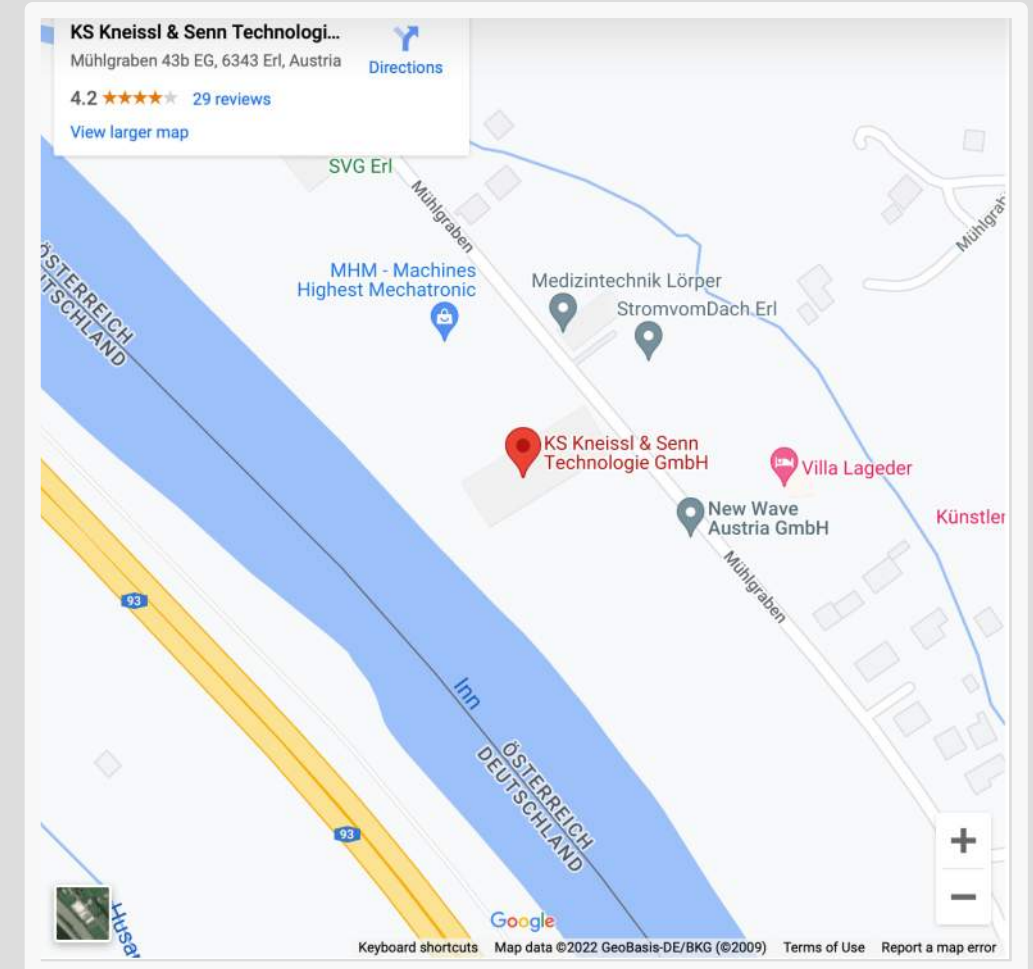 KS Kneissl & Senn Technologi...
Mühlgraben 43b EG, 6343 Erl, Austria
Directions
4.2
29 reviews
View larger map
SVG Erl
Mühlgraben
Mühlgrab
ÖSTERREICH
TSCHLAND
MHM - Machines
Highest Mechatronic
Medizintechnik Lörper
StromvomDach Erl
KS Kneissl & Senn
Technologie GmbH
Villa Lageder
New Wave
Austria GmbH
Künstler
Mühlgraben
93
Inn
ÖSTERREICH
DEUTSCHLAND
93
Husar
Google
Keyboard shortcuts
Map data ©2022 GeoBasis-DE/BKG (©2009)
Terms of Use
Report a map error